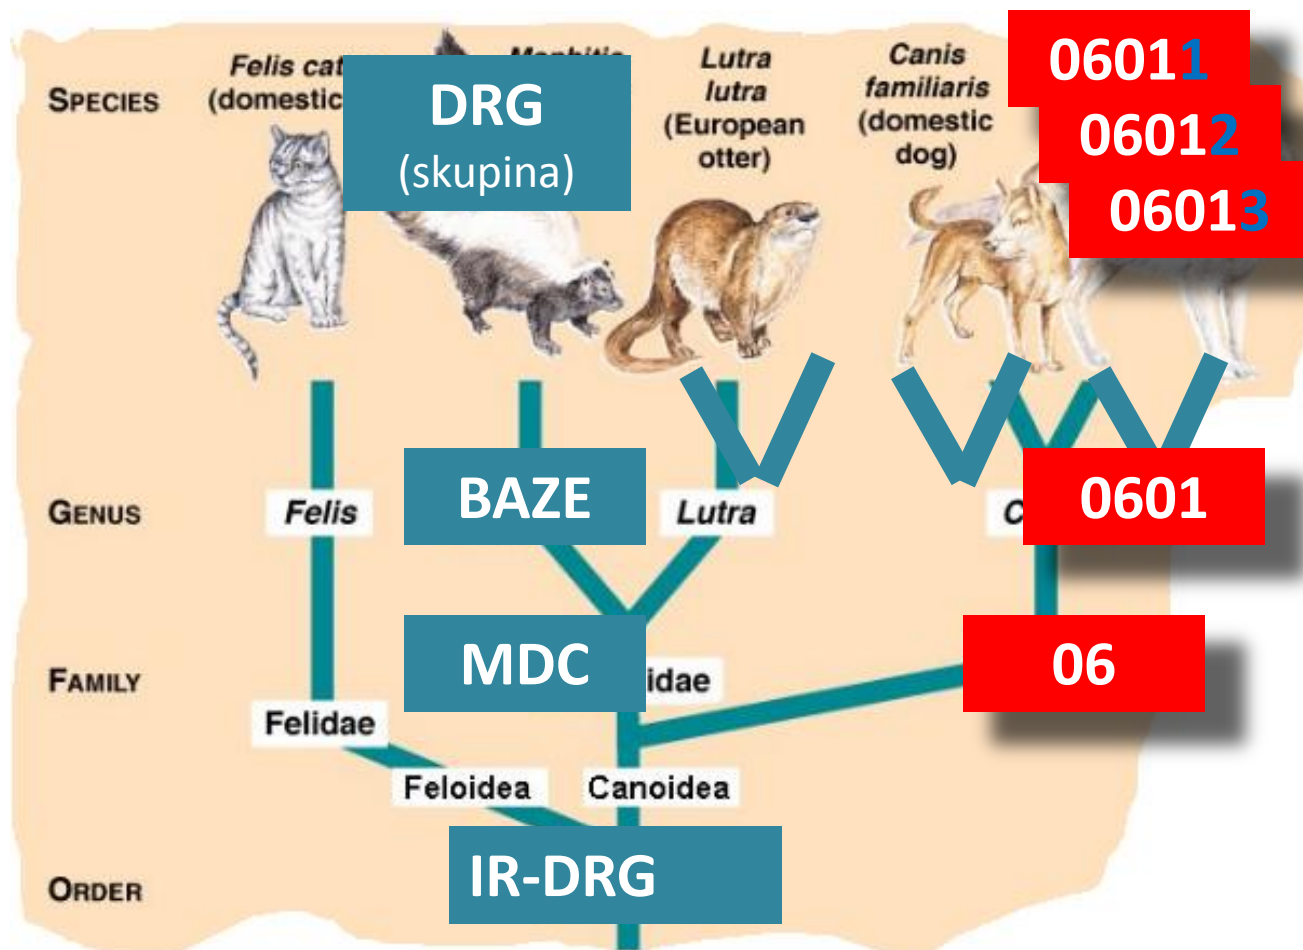 SPECIES
Felis cat
(domestic
DRG
(skupina)
Lutra
lutra
(European
otter)
Canis
familiaris
(domestic
dog)
06011
06012
06013
GENUS
Felis
BAZE
Lutra
0601
FAMILY
MDC
idae
06
Felidae
Feloidea
Canoidea
IR-DRG
ORDER